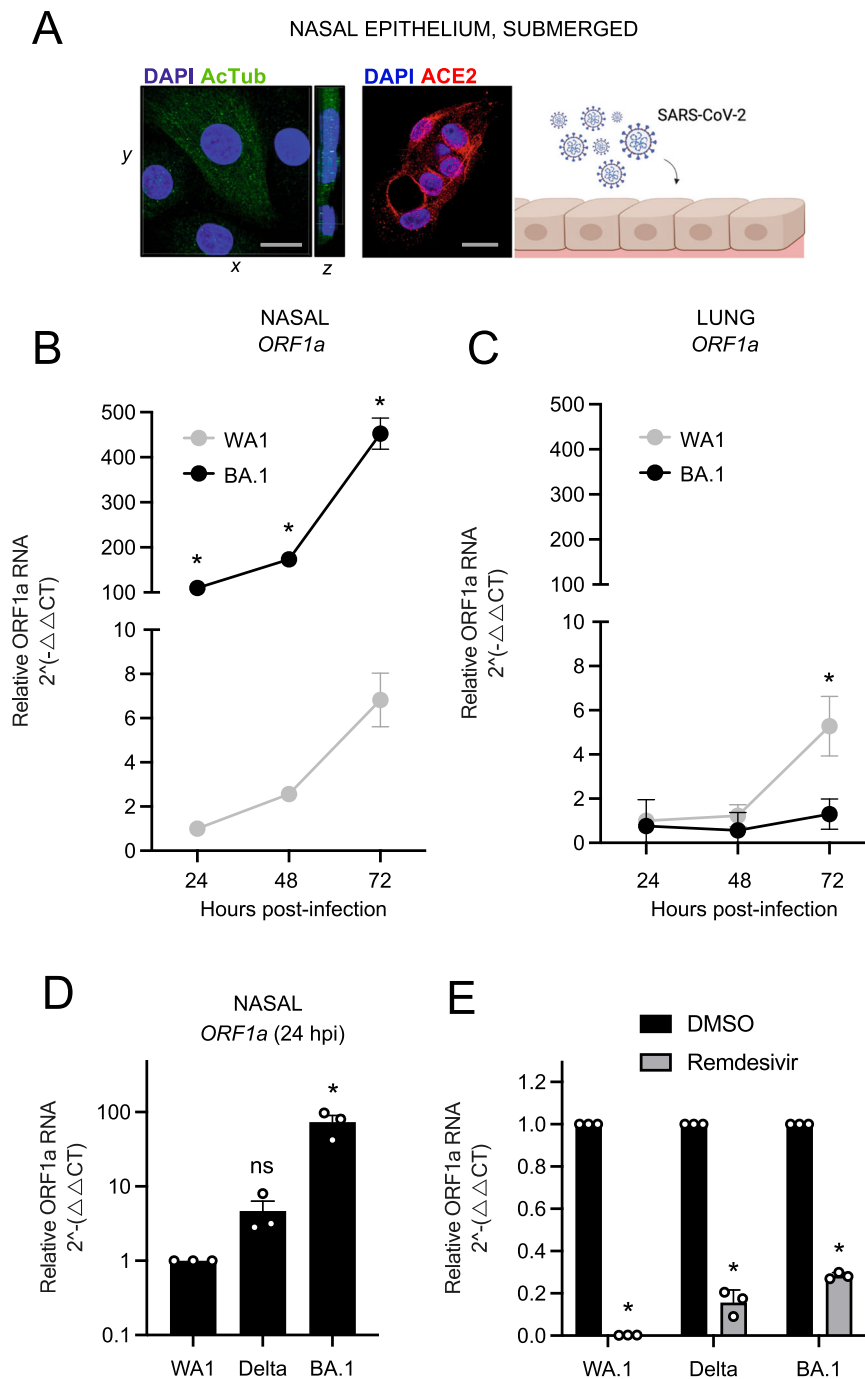 A
NASAL EPITHELIUM, SUBMERGED
DAPI AcTub
DAPI ACE2
SARS-CoV-2
y
x
z
B
NASAL
ORF1a
WA1
BA.1
*
*
*
500
400
300
200
100
10
8
6
4
2
0
Relative ORF1a RNA
2^(-△△CT)
24 48 72
Hours post-infection
C
LUNG
ORF1a
WA1
BA.1
*
500
400
300
200
100
10
8
6
4
2
0
Relative ORF1a RNA
2^(-△△CT)
24 48 72
Hours post-infection
D
NASAL
ORF1a (24 hpi)
*
ns
100
10
1
0.1
Relative ORF1a RNA
2^-(△△CT)
WA1 Delta BA.1
E
DMSO
Remdesivir
1.2
1.0
0.8
0.6
0.4
0.2
0.0
Relative ORF1a RNA
2^-(△△CT)
* * *
WA.1 Delta BA.1